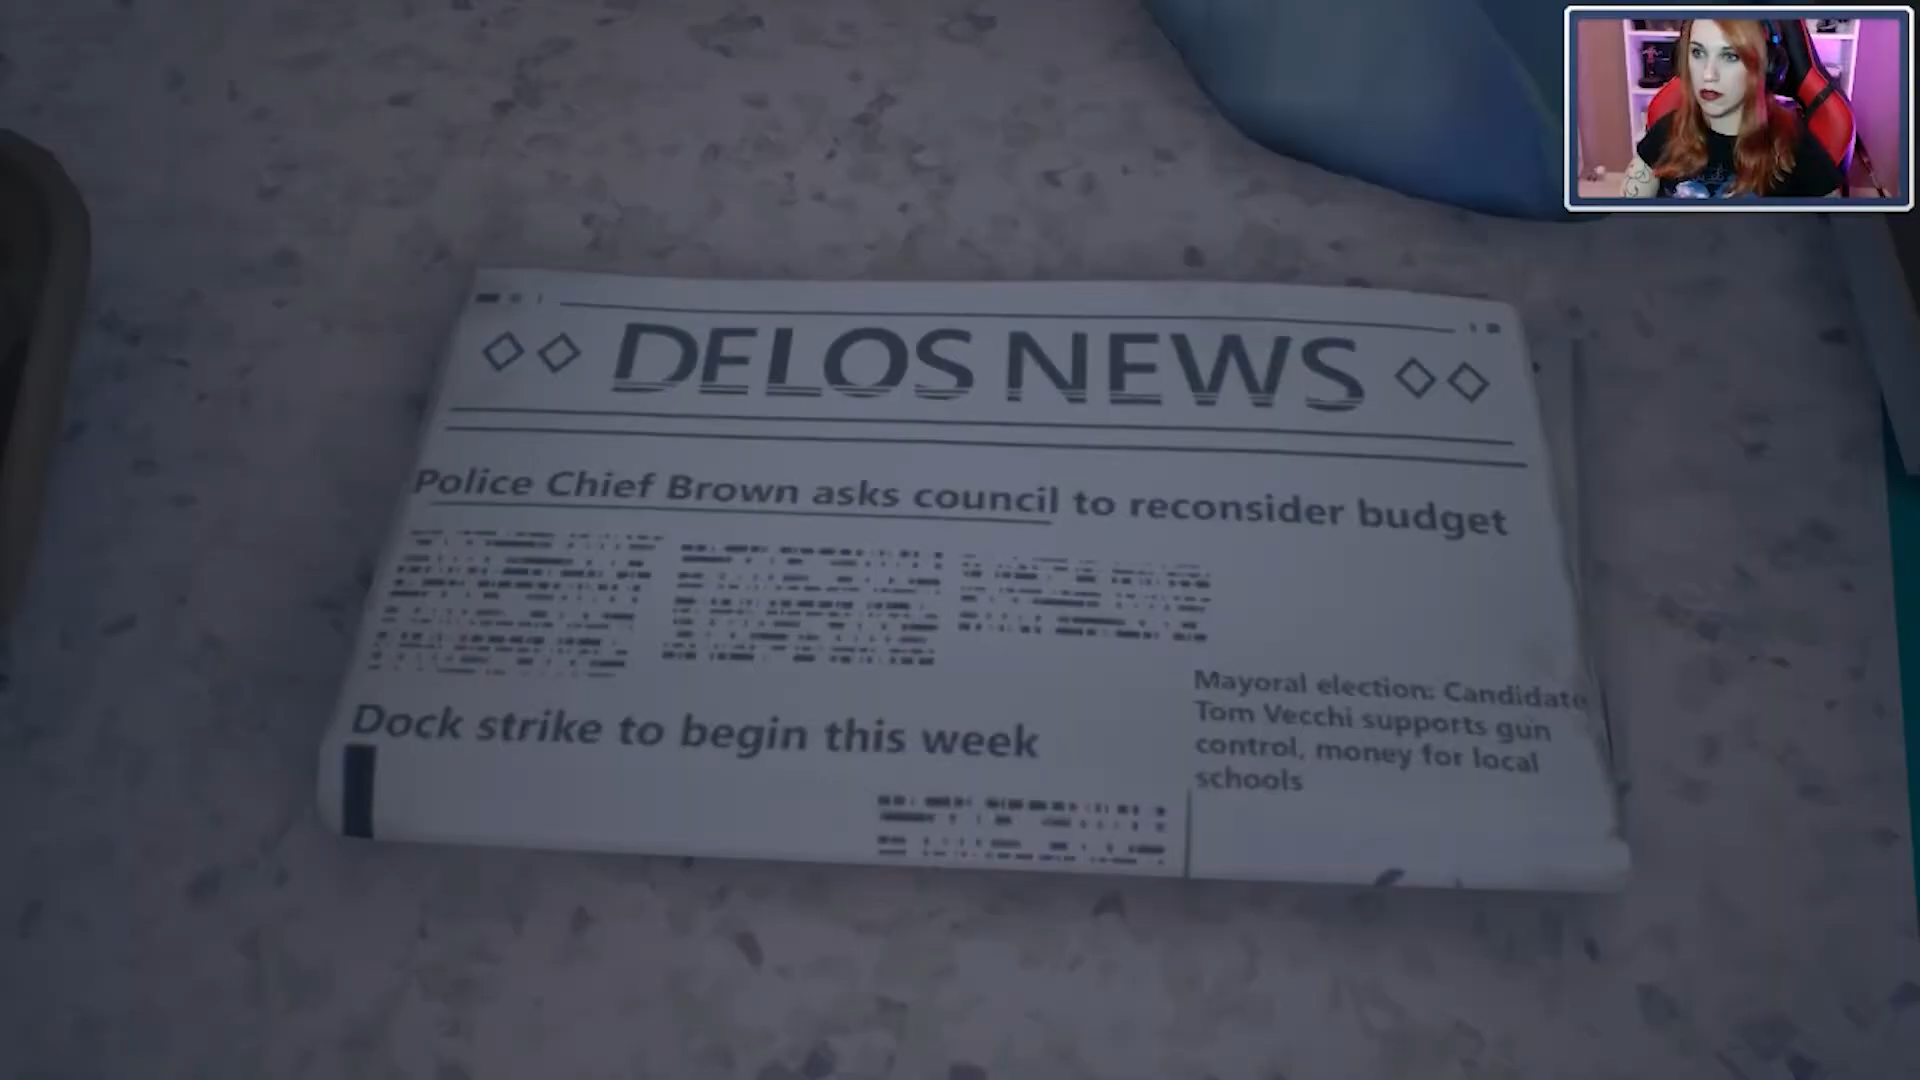 DELOS NEWS
Police Chief Brown asks council to reconsider budget
Dock strike to begin this week
Mayoral election: Candidate
Tom Vecchi supports gun
control, money for local
schools